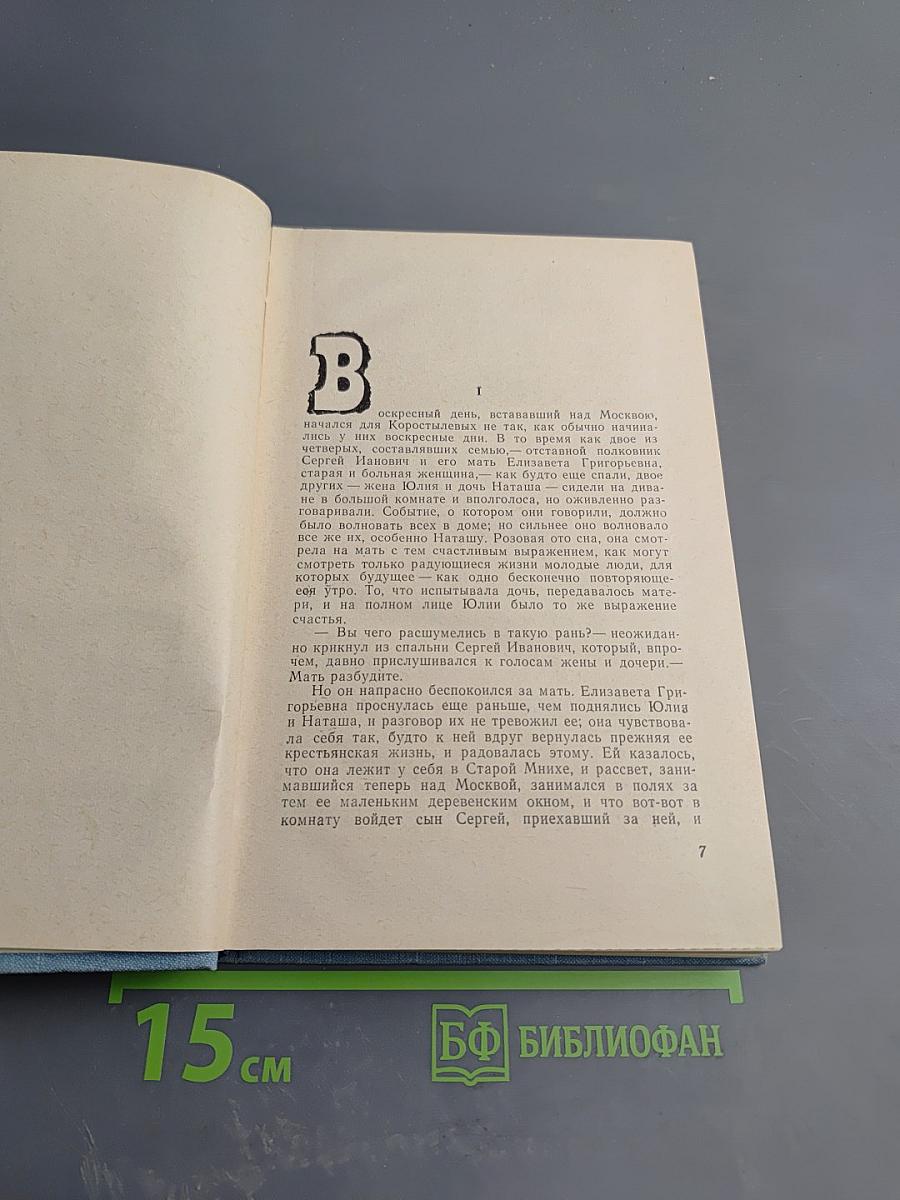 I
Воскресный день, встававший над Москвою,
начался для Коростылевых не так, как обычно начина-
лись у них воскресные дни. В то время как двое из
четверых, составлявших семью,— отставной полковник
Сергей Ианович и его мать Елизавета Григорьевна,
старая и больная женщина,— как будто еще спали, двое
других — жена Юлия и дочь Наташа — сидели на дива-
не в большой комнате и вполголоса, но оживленно раз-
говаривали. Событие, о котором они говорили, должно
было волновать всех в доме; но сильнее оно волновало
все же их, особенно Наташу. Розовая ото сна, она смот-
рела на мать с тем счастливым выражением, как могут
смотреть только радующиеся жизни молодые люди, для
которых будущее — как одно бесконечно повторяюще-
еся утро. То, что испытывала дочь, передавалось мате-
ри, и на полном лице Юлии было то же выражение
счастья.
— Вы чего расшумелись в такую рань?— неожидан-
но крикнул из спальни Сергей Иванович, который, впро-
чем, давно прислушивался к голосам жены и дочери.—
Мать разбудите.
Но он напрасно беспокоился за мать. Елизавета Гри-
горьевна проснулась еще раньше, чем поднялись Юлия
и Наташа, и разговор их не тревожил ее; она чувствова-
ла себя так, будто к ней вдруг вернулась прежняя ее
крестьянская жизнь, и радовалась этому. Ей казалось,
что она лежит у себя в Старой Мнихе, и рассвет, зани-
мавшийся теперь над Москвой, занимался в полях за
тем ее маленьким деревенским окном, и что вот-вот в
комнату войдет сын Сергей, приехавший за ней, и
7
15 см
БФ БИБЛИОФАН